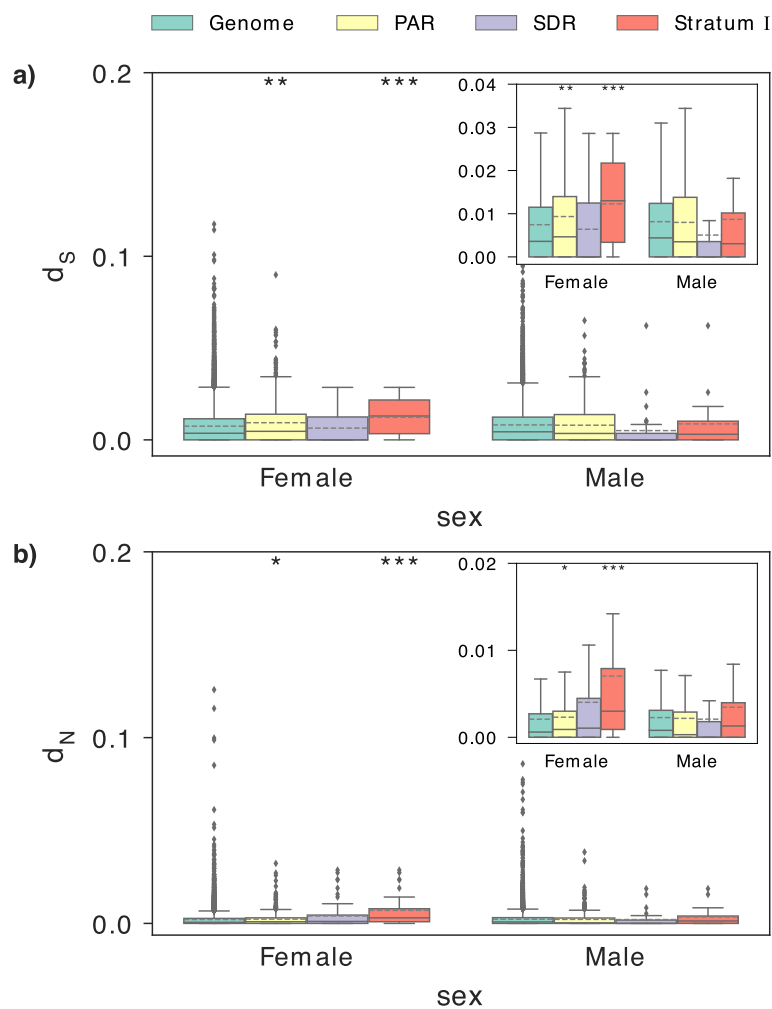 Genome PAR SDR Stratum I
a)
0.2
0.1
0.0
dS
** ***
0.04
0.03
0.02
0.01
0.00
** ***
Female Male
Female Male
sex
b)
0.2
0.1
0.0
dN
* ***
0.02
0.01
0.00
* ***
Female Male
Female Male
sex